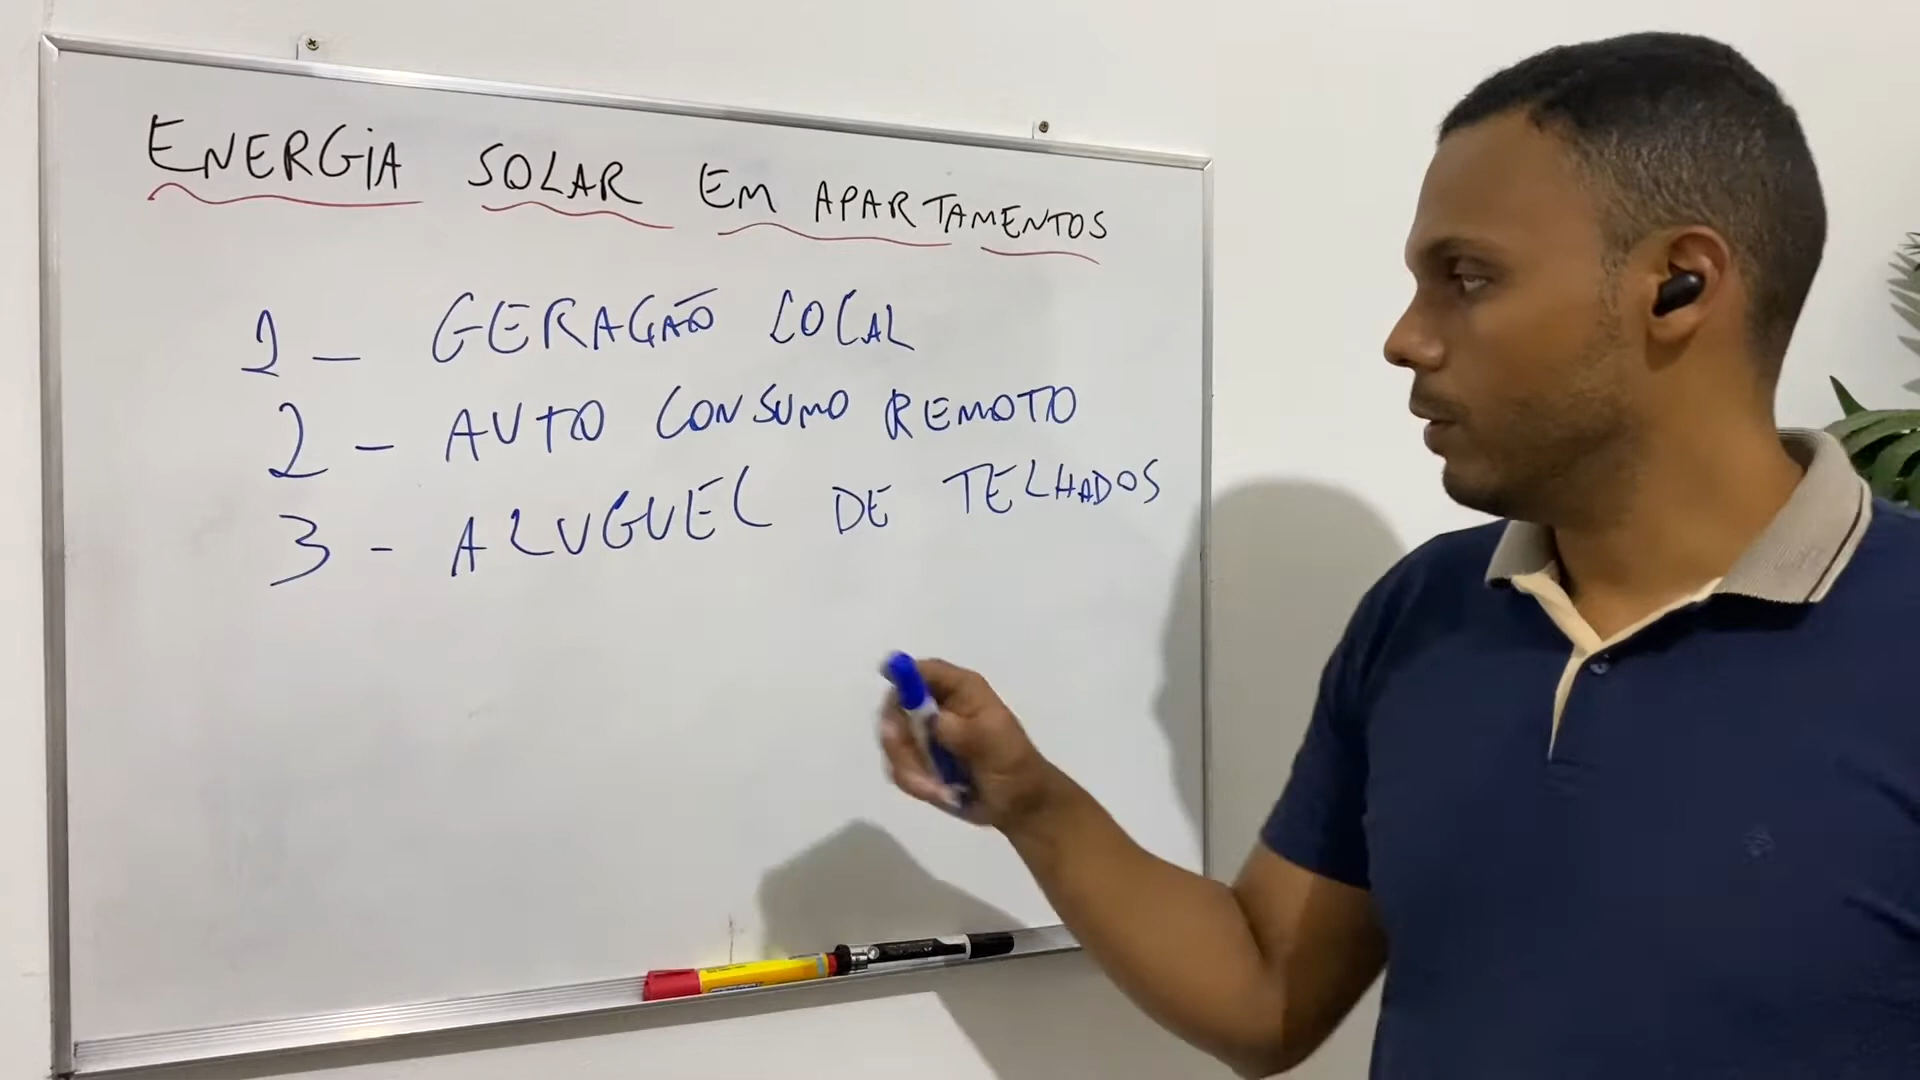 ENERGIA SOLAR EM APARTAMENTOS
1 - GERAÇÃO LOCAL
2 - AUTO CONSUMO REMOTO
3 - ALUGUEL DE TELHADOS